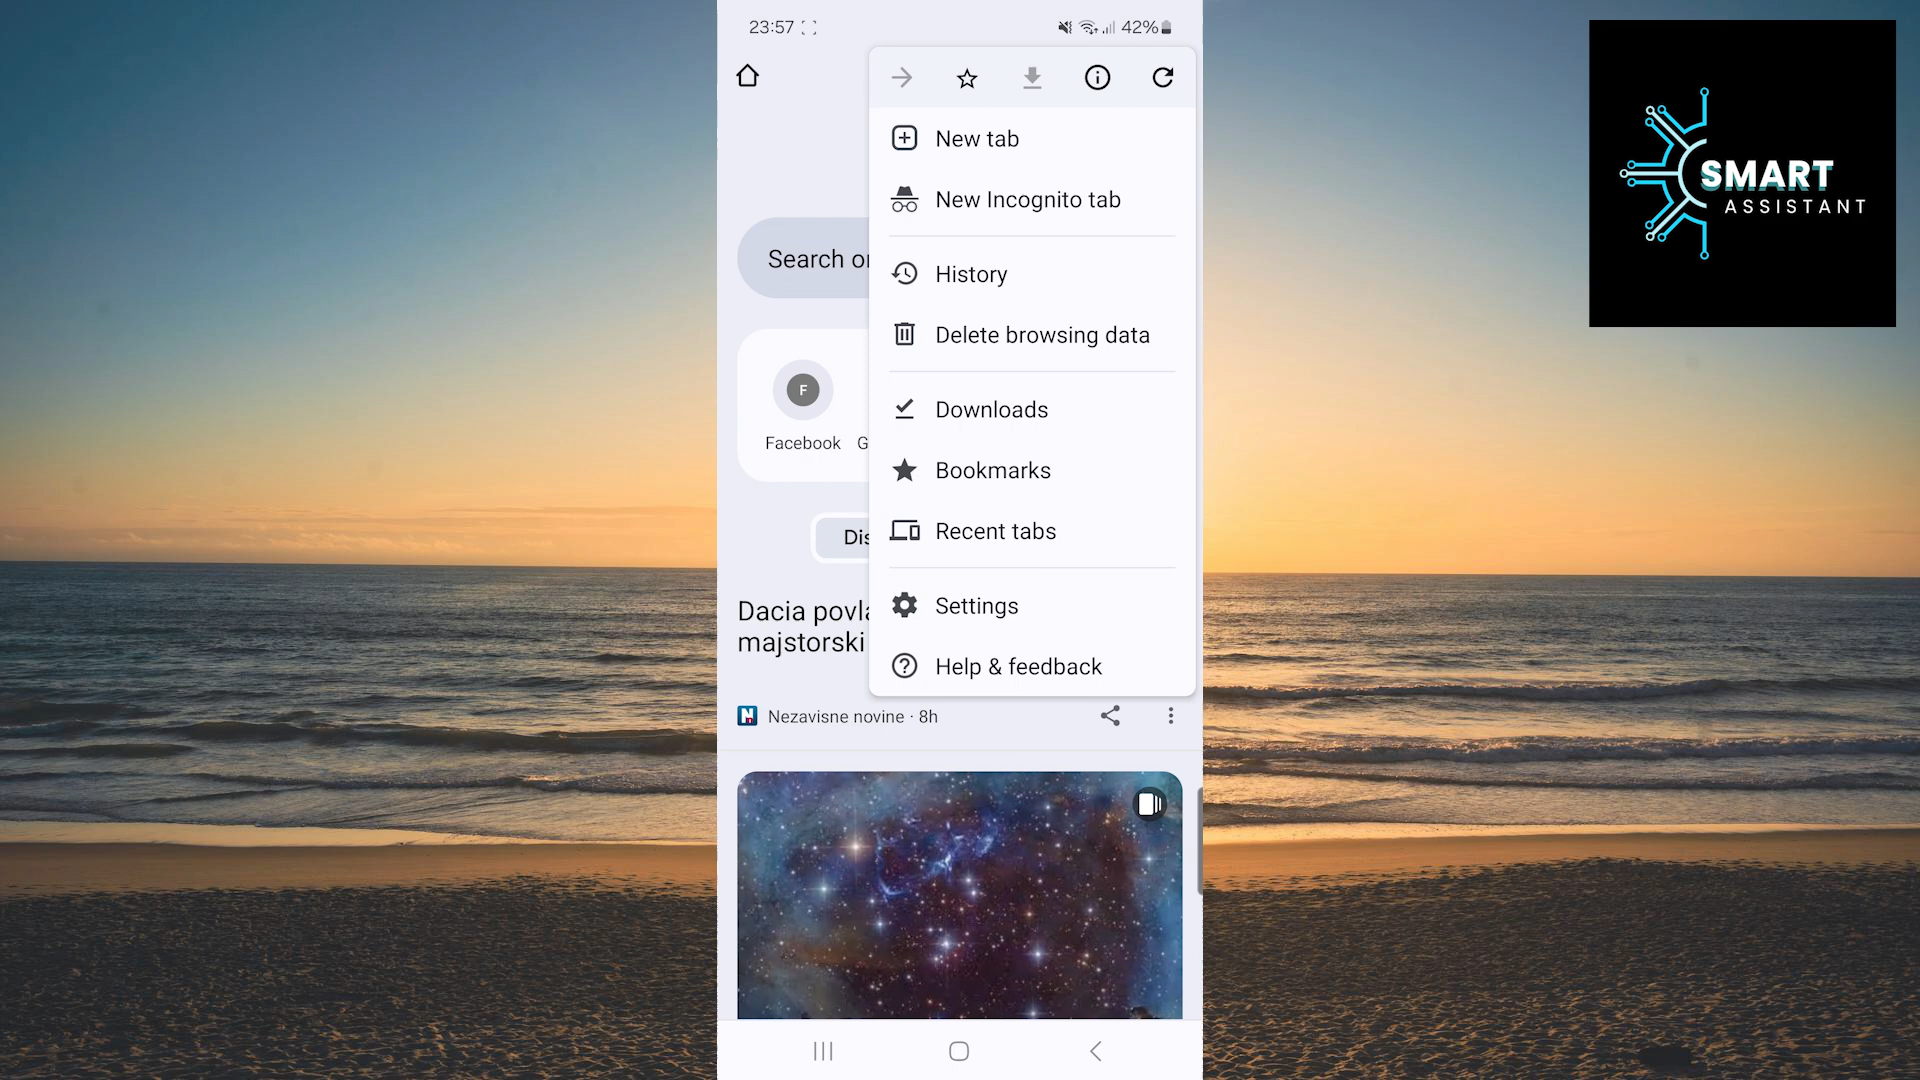 23:57
42%
SMART
ASSISTANT
New tab
New Incognito tab
Search o
History
Delete browsing data
F
Facebook
G
Downloads
Bookmarks
Recent tabs
Dis
Settings
Dacia povla
majstorski
Help & feedback
N
Nezavisne novine · 8h